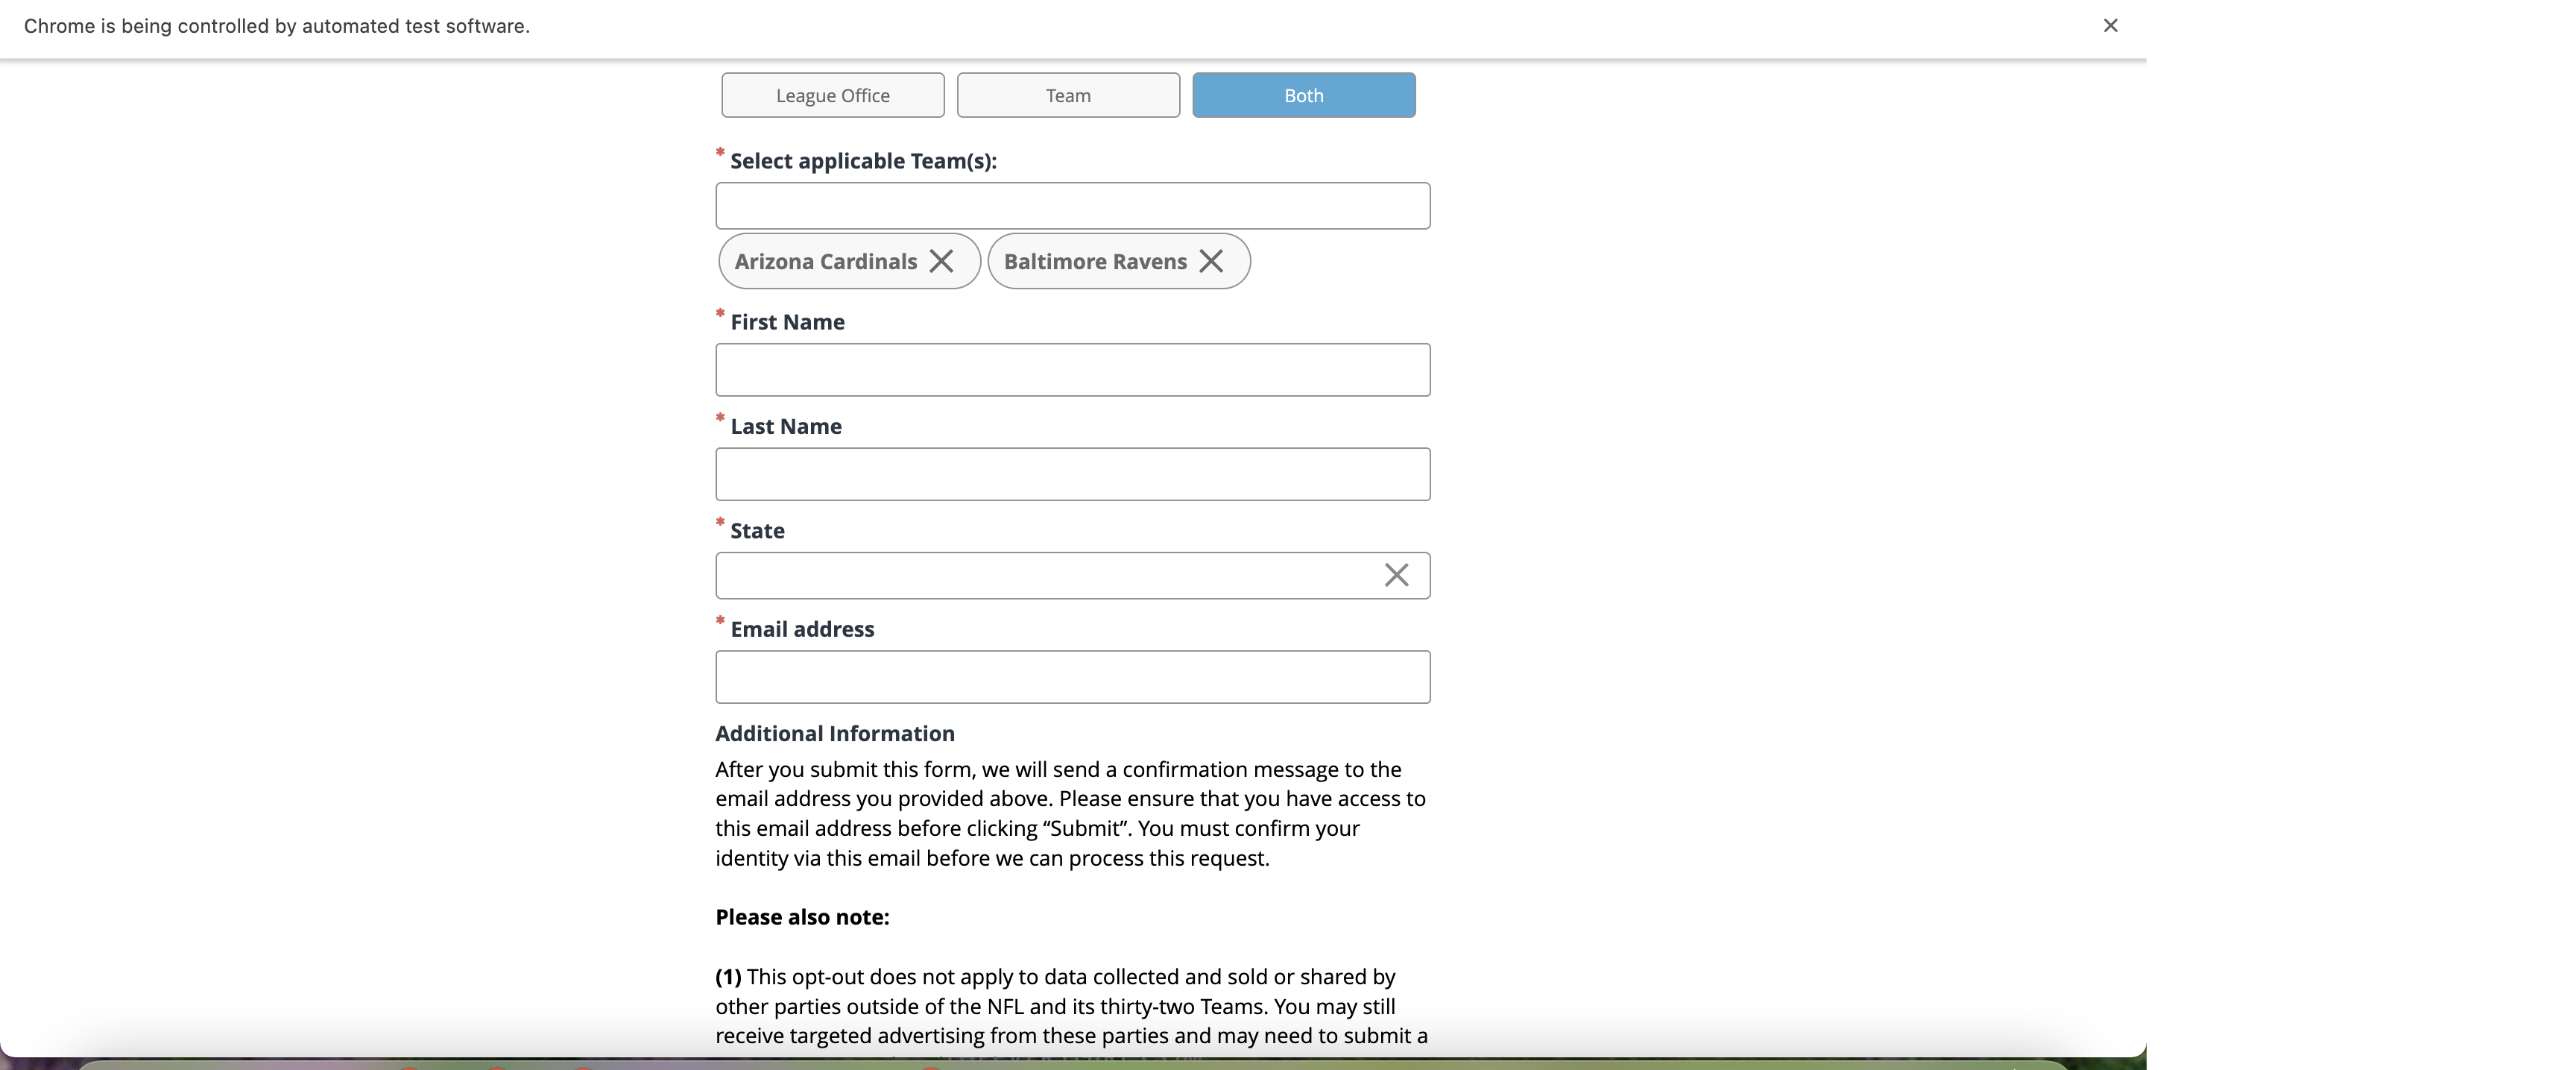 Chrome is being controlled by automated test software.
League Office Team Both
* Select applicable Team(s):
Arizona Cardinals Baltimore Ravens
* First Name
* Last Name
* State
* Email address
Additional Information
After you submit this form, we will send a confirmation message to the
email address you provided above. Please ensure that you have access to
this email address before clicking “Submit”. You must confirm your
identity via this email before we can process this request.
Please also note:
(1) This opt-out does not apply to data collected and sold or shared by
other parties outside of the NFL and its thirty-two Teams. You may still
receive targeted advertising from these parties and may need to submit a